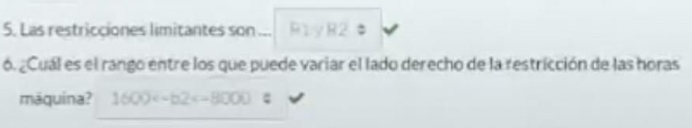 5. Las restricciones limitantes son ... R1 y R2
6. ¿Cuál es el rango entre los que puede variar el lado derecho de la restricción de las horas
máquina? 1600<=b2<=8000